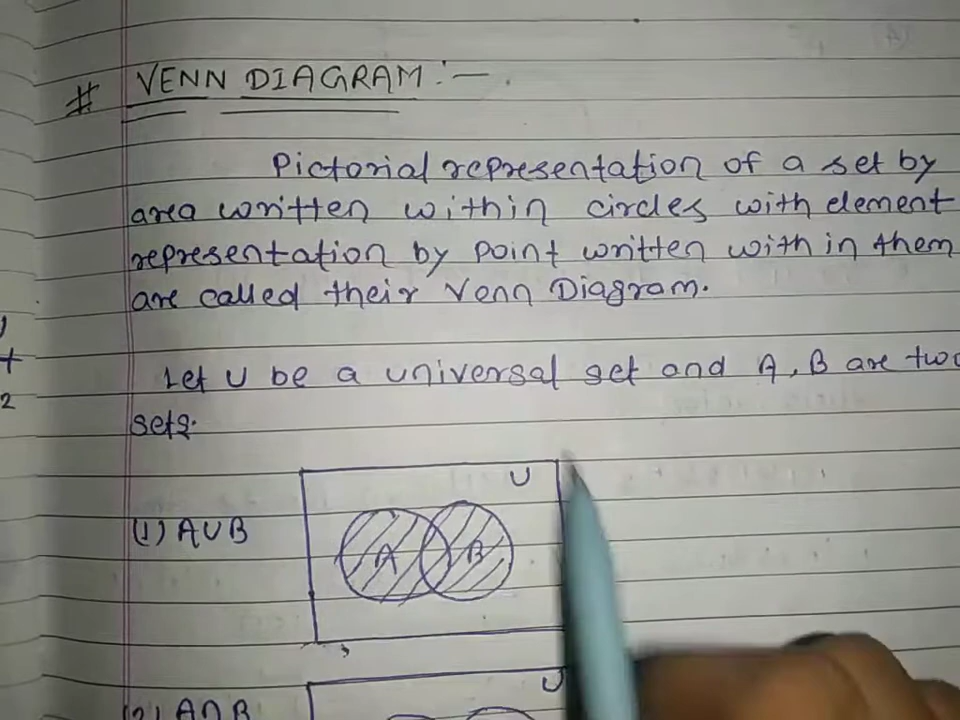 # VENN DIAGRAM :-
Pictorial representation of a set by
area written within circles with element
representation by point written with in them
are called their Venn Diagram.
Let U be a universal set and A, B are two
sets.
(1) A∪B
U
A B
U
(2) A∩B